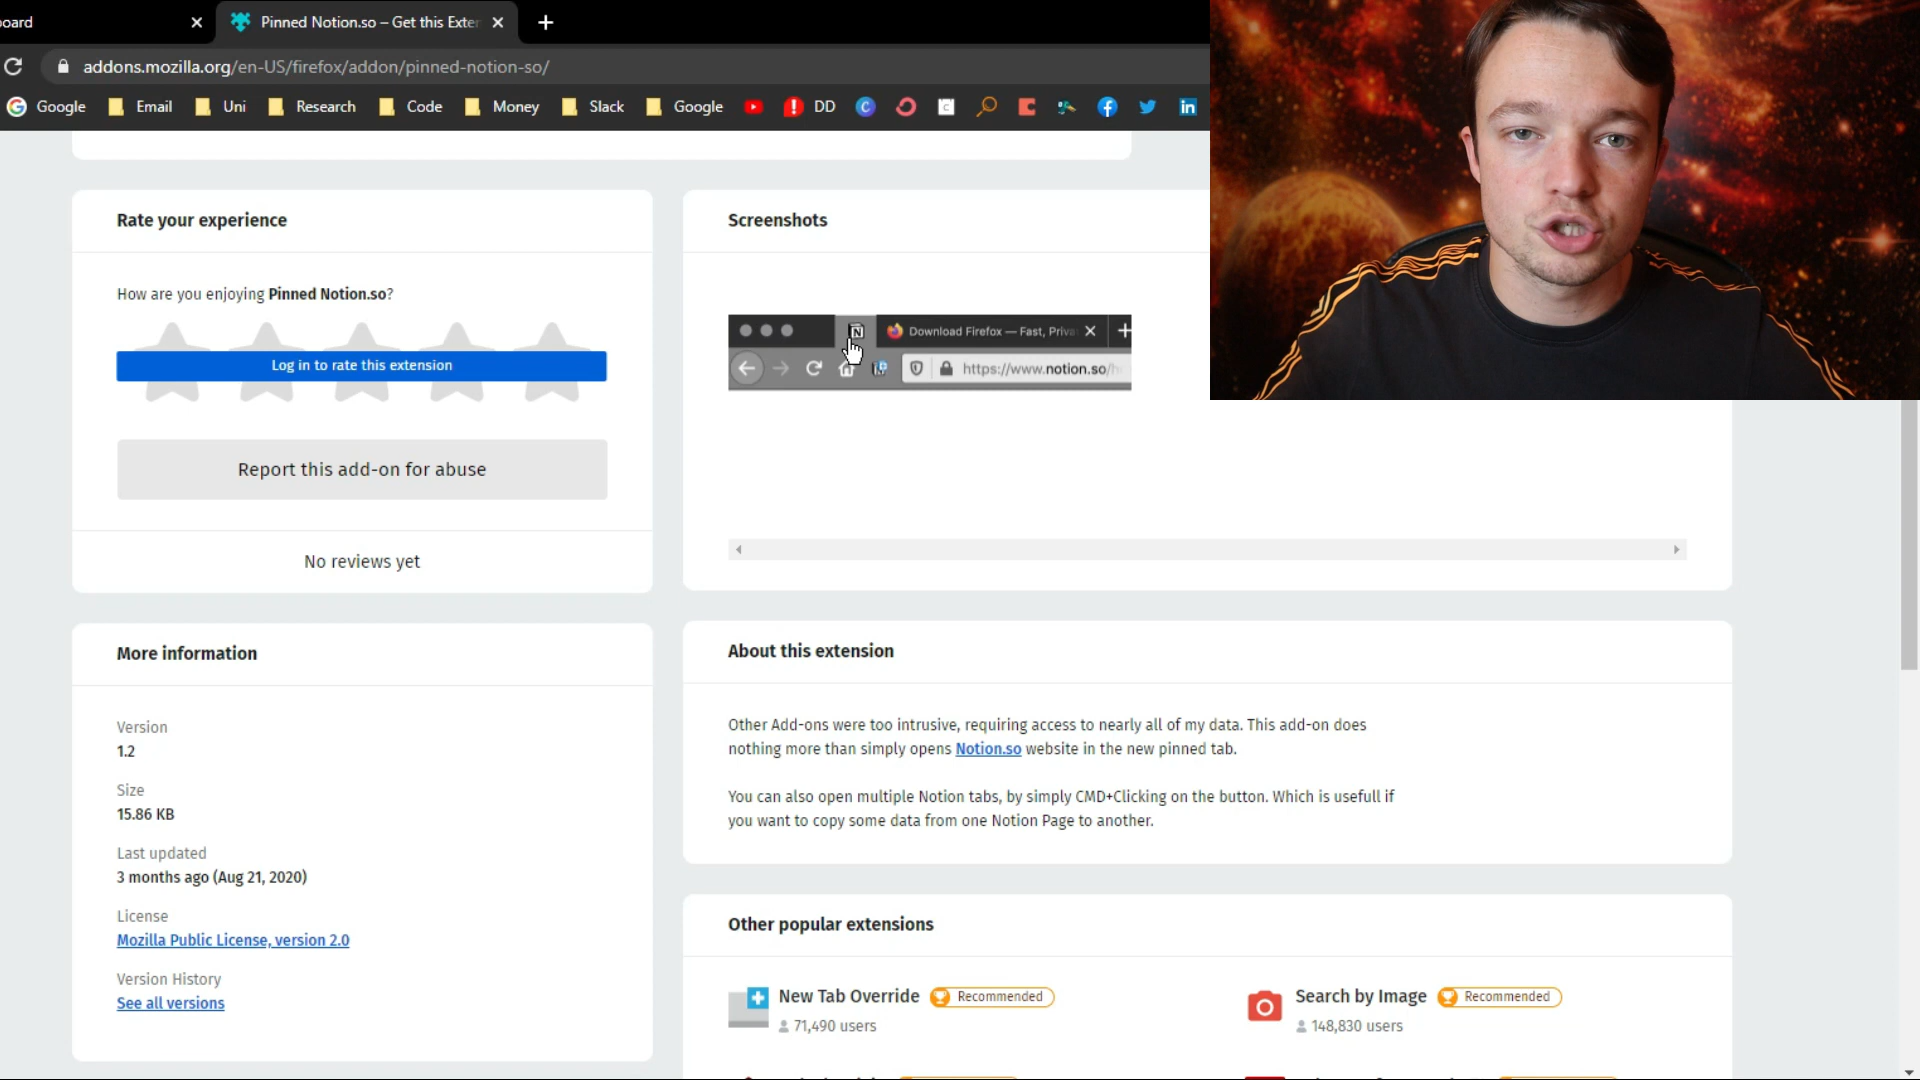 oard
Pinned Notion.so – Get this Exte
addons.mozilla.org/en-US/firefox/addon/pinned-notion-so/
Google Email Uni Research Code Money Slack Google DD
Rate your experience
How are you enjoying Pinned Notion.so?
Log in to rate this extension
Report this add-on for abuse
No reviews yet
Screenshots
Download Firefox — Fast, Priva
https://www.notion.so/
More information
Version
1.2
Size
15.86 KB
Last updated
3 months ago (Aug 21, 2020)
License
Mozilla Public License, version 2.0
Version History
See all versions
About this extension
Other Add-ons were too intrusive, requiring access to nearly all of my data. This add-on does
nothing more than simply opens Notion.so website in the new pinned tab.
You can also open multiple Notion tabs, by simply CMD+Clicking on the button. Which is usefull if
you want to copy some data from one Notion Page to another.
Other popular extensions
New Tab Override Recommended
71,490 users
Search by Image Recommended
148,830 users